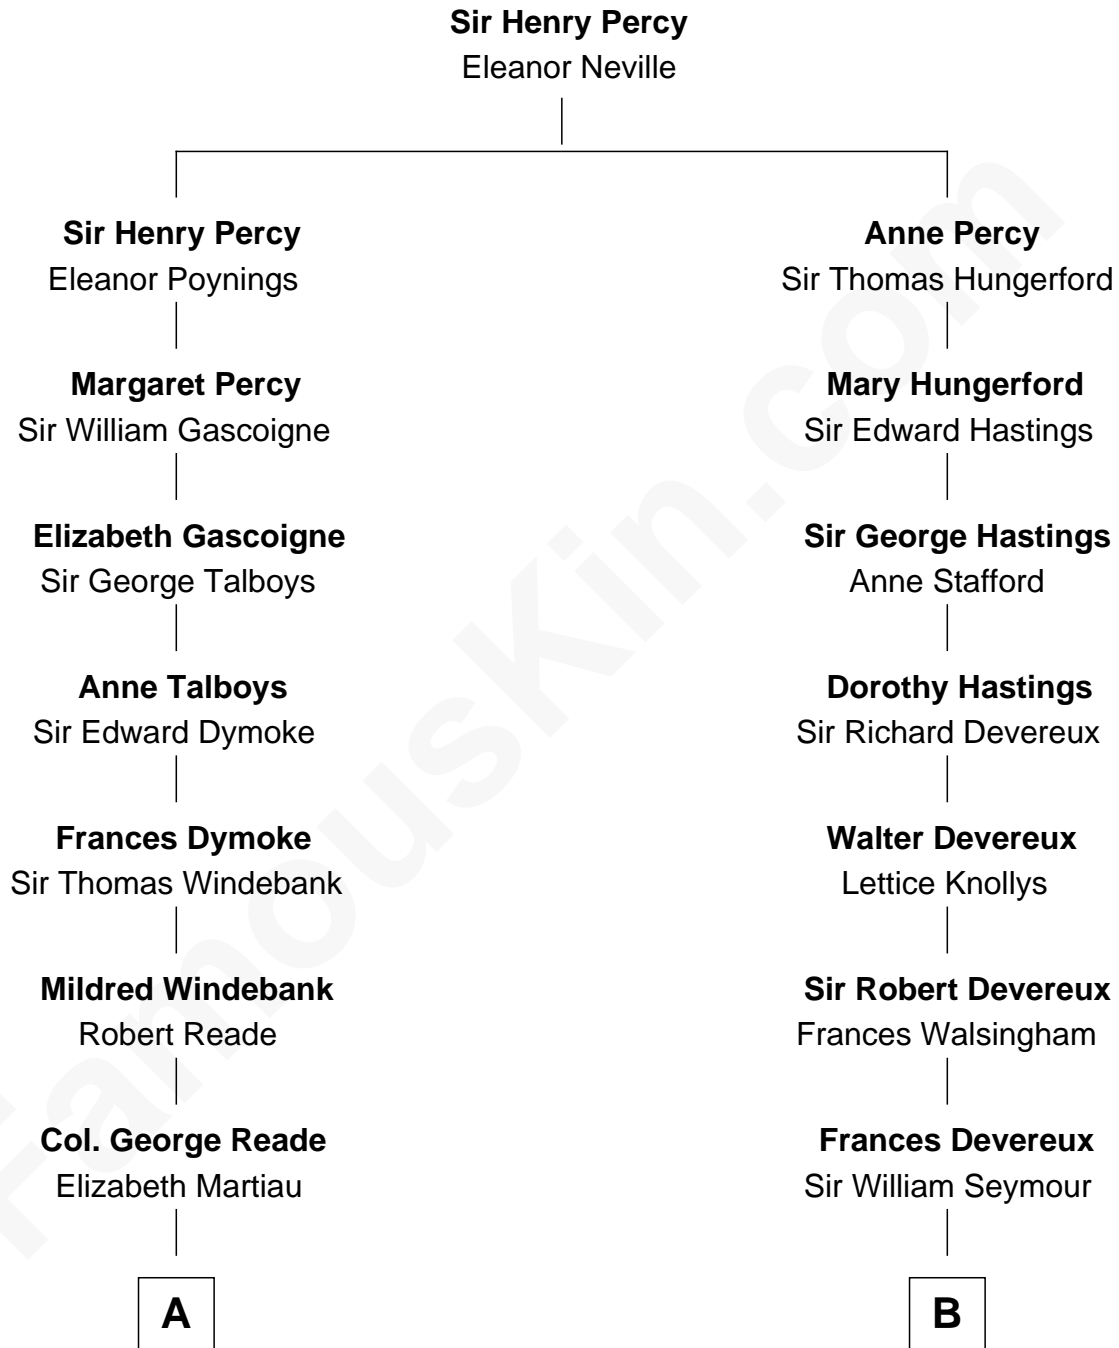 Sir Henry Percy
Eleanor Neville
Sir Henry Percy
Eleanor Poynings
Anne Percy
Sir Thomas Hungerford
Margaret Percy
Sir William Gascoigne
Mary Hungerford
Sir Edward Hastings
Elizabeth Gascoigne
Sir George Talboys
Sir George Hastings
Anne Stafford
Anne Talboys
Sir Edward Dymoke
Dorothy Hastings
Sir Richard Devereux
Frances Dymoke
Sir Thomas Windebank
Walter Devereux
Lettice Knollys
Mildred Windebank
Robert Reade
Sir Robert Devereux
Frances Walsingham
Col. George Reade
Elizabeth Martiau
Frances Devereux
Sir William Seymour
A
B
FamousKin.com